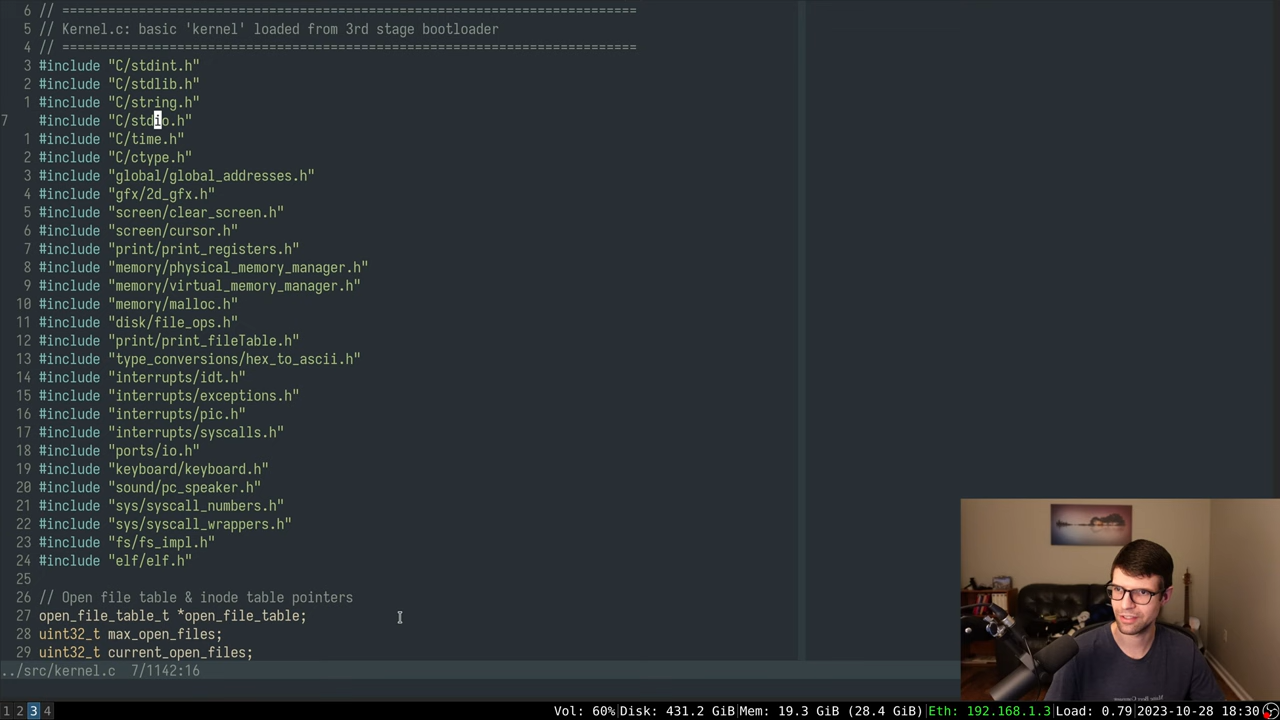 6 // ===========================================================================
5 // Kernel.c: basic 'kernel' loaded from 3rd stage bootloader
4 // ===========================================================================
3 #include "C/stdint.h"
2 #include "C/stdlib.h"
1 #include "C/string.h"
7 #include "C/stdio.h"
1 #include "C/time.h"
2 #include "C/ctype.h"
3 #include "global/global_addresses.h"
4 #include "gfx/2d_gfx.h"
5 #include "screen/clear_screen.h"
6 #include "screen/cursor.h"
7 #include "print/print_registers.h"
8 #include "memory/physical_memory_manager.h"
9 #include "memory/virtual_memory_manager.h"
10 #include "memory/malloc.h"
11 #include "disk/file_ops.h"
12 #include "print/print_fileTable.h"
13 #include "type_conversions/hex_to_ascii.h"
14 #include "interrupts/idt.h"
15 #include "interrupts/exceptions.h"
16 #include "interrupts/pic.h"
17 #include "interrupts/syscalls.h"
18 #include "ports/io.h"
19 #include "keyboard/keyboard.h"
20 #include "sound/pc_speaker.h"
21 #include "sys/syscall_numbers.h"
22 #include "sys/syscall_wrappers.h"
23 #include "fs/fs_impl.h"
24 #include "elf/elf.h"
25
26 // Open file table & inode table pointers
27 open_file_table_t *open_file_table;
28 uint32_t max_open_files;
29 uint32_t current_open_files;
../src/kernel.c 7/1142:16
1 2 3 4 Vol: 60%|Disk: 431.2 GiB|Mem: 19.3 GiB (28.4 GiB)|Eth: 192.168.1.3|Load: 0.79|2023-10-28 18:30